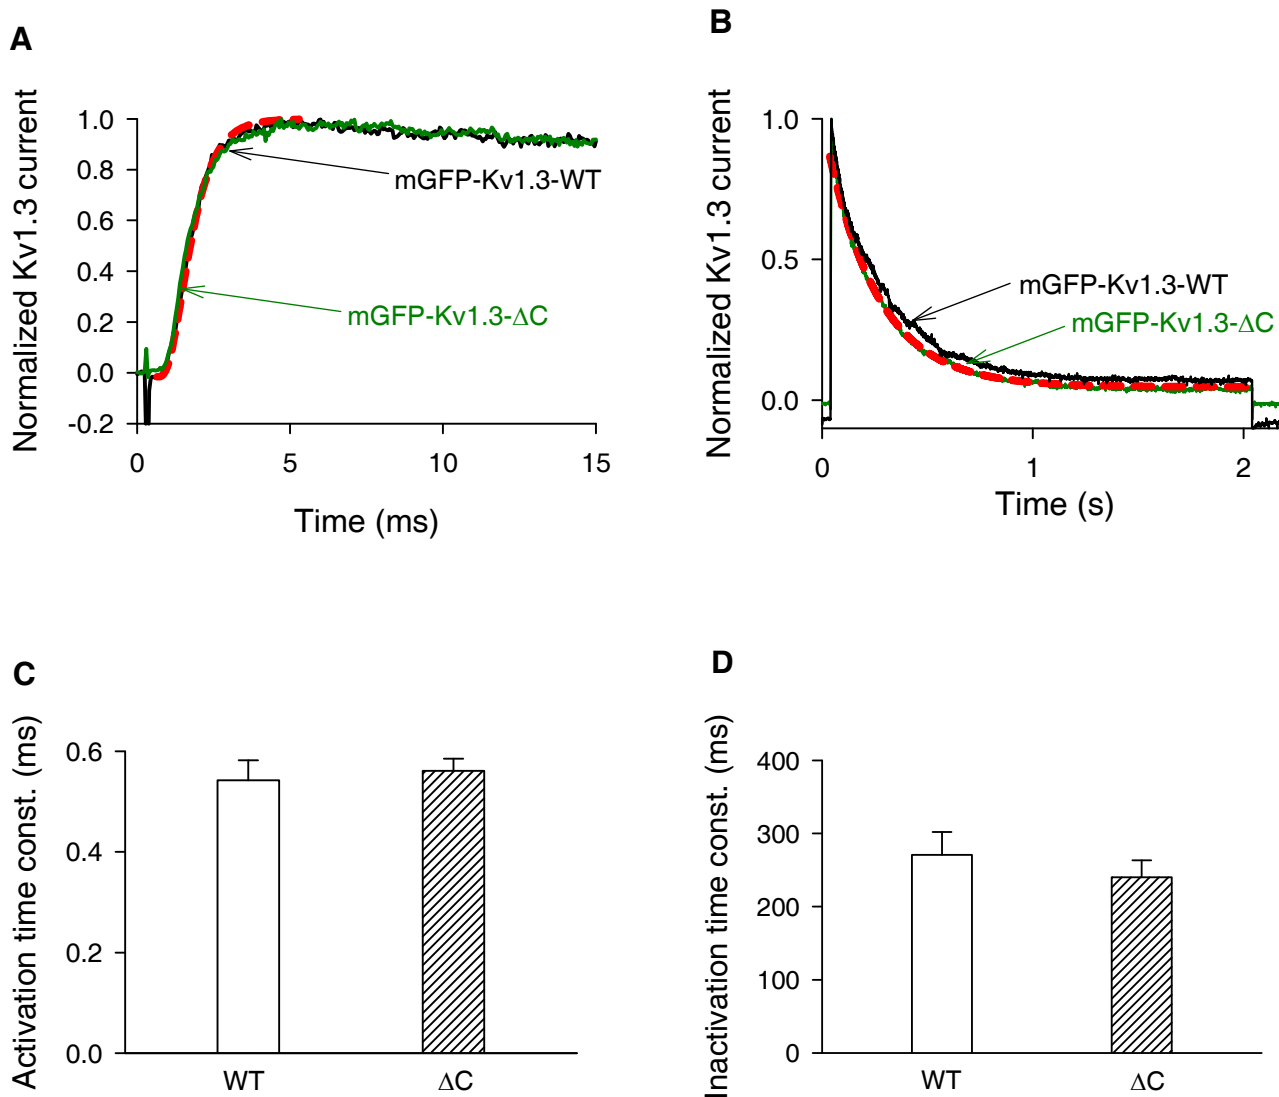 A
Normalized Kv1.3 current
1.0
0.8
0.6
0.4
0.2
0.0
-0.2
mGFP-Kv1.3-WT
mGFP-Kv1.3-ΔC
0 5 10 15
Time (ms)
B
Normalized Kv1.3 current
1.0
0.5
0.0
mGFP-Kv1.3-WT
mGFP-Kv1.3-ΔC
0 1 2
Time (s)
C
Activation time const. (ms)
0.6
0.4
0.2
0.0
WT ΔC
D
Inactivation time const. (ms)
400
300
200
100
0
WT ΔC